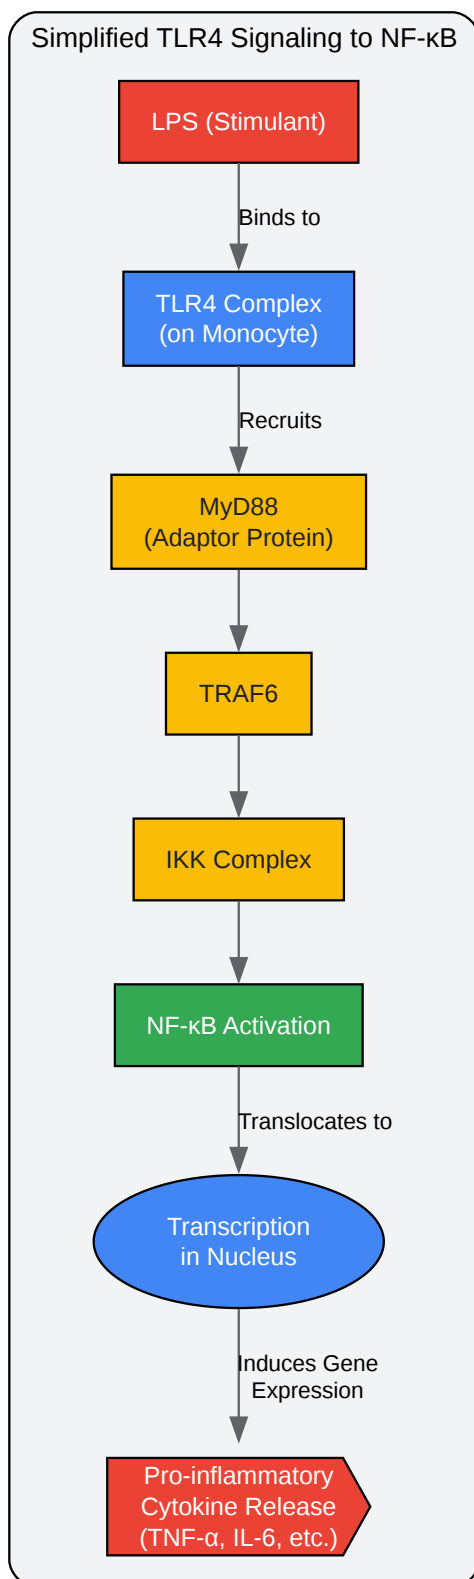 Simplified TLR4 Signaling to NF-κB
LPS (Stimulant)
Binds to
TLR4 Complex
(on Monocyte)
Recruits
MyD88
(Adaptor Protein)
TRAF6
IKK Complex
NF-κB Activation
Translocates to
Transcription
in Nucleus
Induces Gene
Expression
Pro-inflammatory
Cytokine Release
(TNF-α, IL-6, etc.)